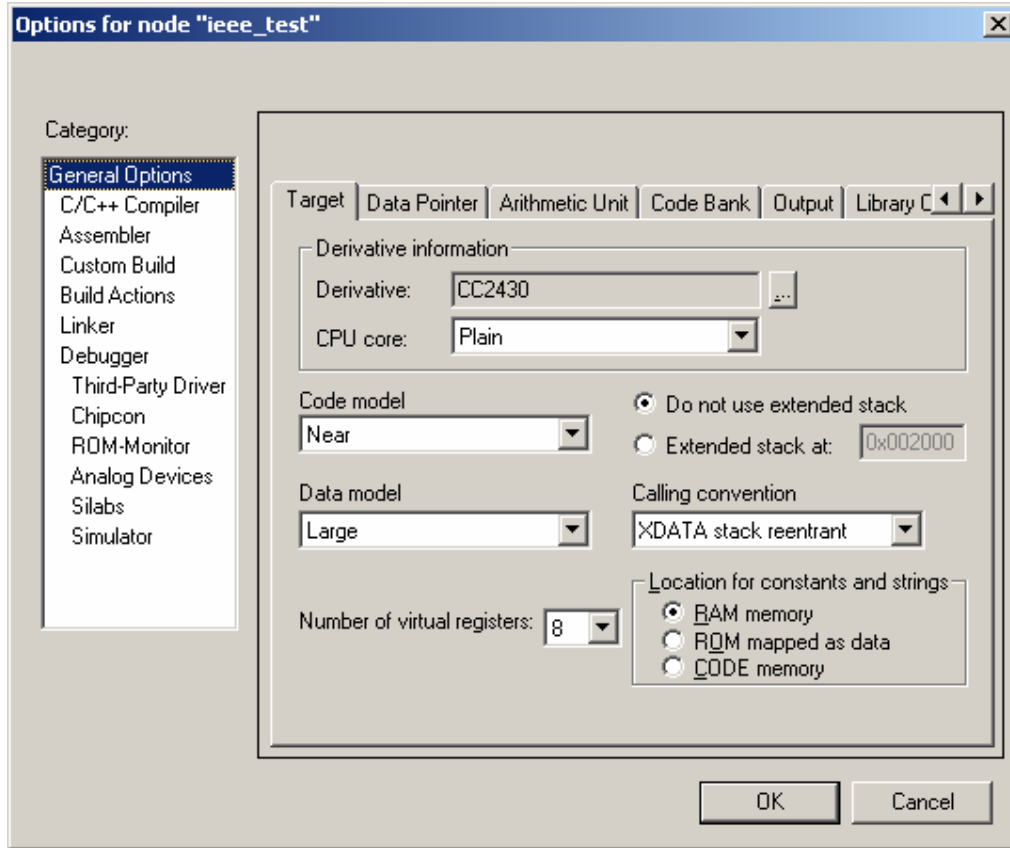 Options for node "ieee_test"
Category:
General Options
C/C++ Compiler
Assembler
Custom Build
Build Actions
Linker
Debugger
Third-Party Driver
Chipcon
ROM-Monitor
Analog Devices
Silabs
Simulator
Target Data Pointer Arithmetic Unit Code Bank Output Library
Derivative information
Derivative: CC2430 ...
CPU core: Plain
Code model
Near
Do not use extended stack
Extended stack at: 0x002000
Data model
Large
Calling convention
XDATA stack reentrant
Number of virtual registers: 8
Location for constants and strings
RAM memory
ROM mapped as data
CODE memory
OK Cancel